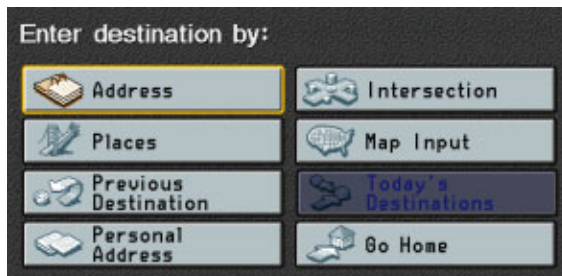 Enter destination by:
Address
Intersection
Places
Map Input
Previous
Destination
Today's
Destinations
Personal
Address
Go Home